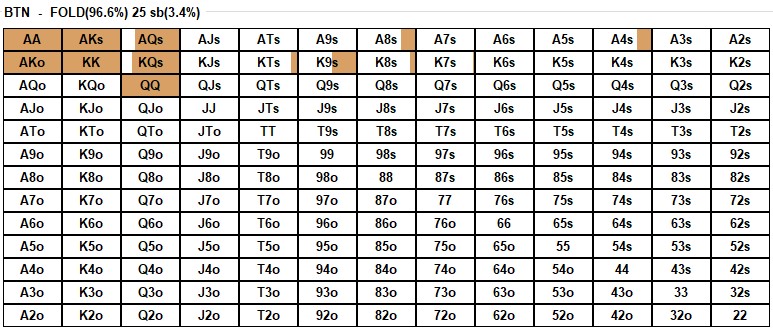 BTN - FOLD(96.6%) 25 sb(3.4%)
AA AKs AQs AJs ATs A9s A8s A7s A6s A5s A4s A3s A2s
AKo KK KQs KJs KTs K9s K8s K7s K6s K5s K4s K3s K2s
AQo KQo QQ QJs QTs Q9s Q8s Q7s Q6s Q5s Q4s Q3s Q2s
AJo KJo QJo JJ JTs J9s J8s J7s J6s J5s J4s J3s J2s
ATo KTo QTo JTo TT T9s T8s T7s T6s T5s T4s T3s T2s
A9o K9o Q9o J9o T9o 99 98s 97s 96s 95s 94s 93s 92s
A8o K8o Q8o J8o T8o 98o 88 87s 86s 85s 84s 83s 82s
A7o K7o Q7o J7o T7o 97o 87o 77 76s 75s 74s 73s 72s
A6o K6o Q6o J6o T6o 96o 86o 76o 66 65s 64s 63s 62s
A5o K5o Q5o J5o T5o 95o 85o 75o 65o 55 54s 53s 52s
A4o K4o Q4o J4o T4o 94o 84o 74o 64o 54o 44 43s 42s
A3o K3o Q3o J3o T3o 93o 83o 73o 63o 53o 43o 33 32s
A2o K2o Q2o J2o T2o 92o 82o 72o 62o 52o 42o 32o 22